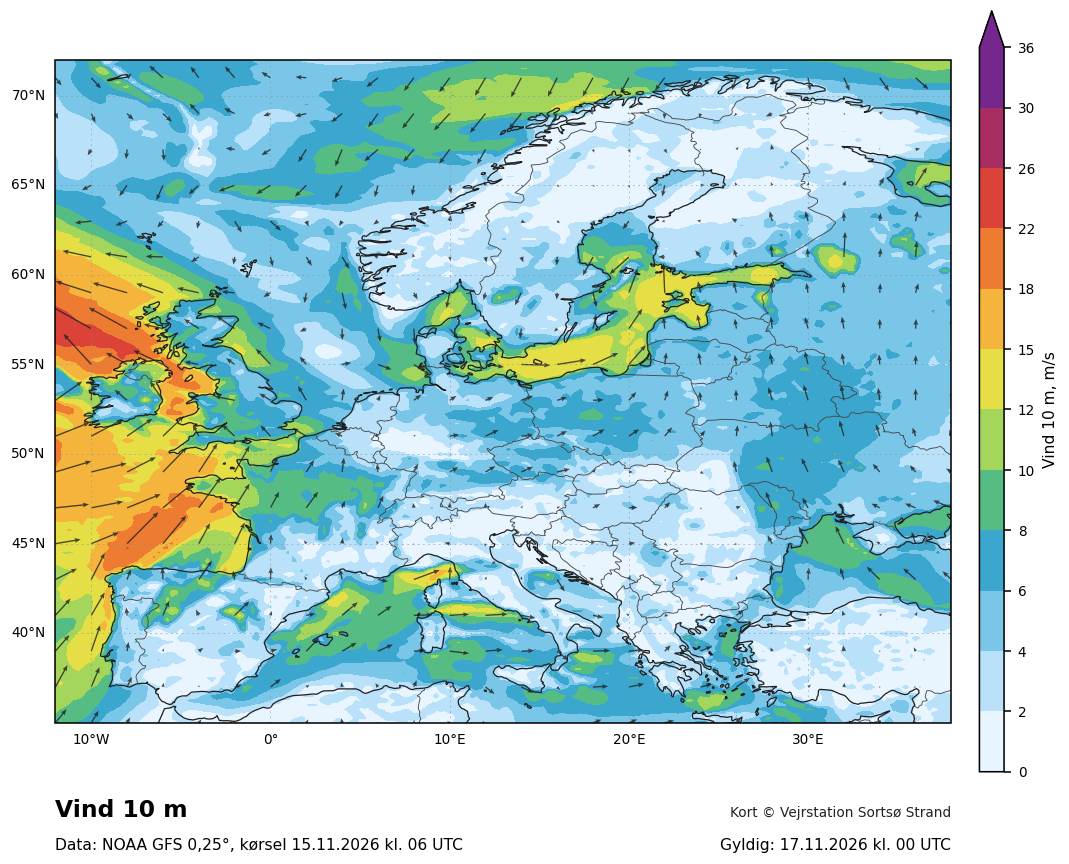 36
30
26
22
18
15
12
10
8
6
4
2
0
Vind 10 m, m/s
70°N
65°N
60°N
55°N
50°N
45°N
40°N
10°W
0°
10°E
20°E
30°E
Vind 10 m
Kort © Vejrstation Sortsø Strand
Data: NOAA GFS 0,25°, kørsel 15.11.2026 kl. 06 UTC
Gyldig: 17.11.2026 kl. 00 UTC